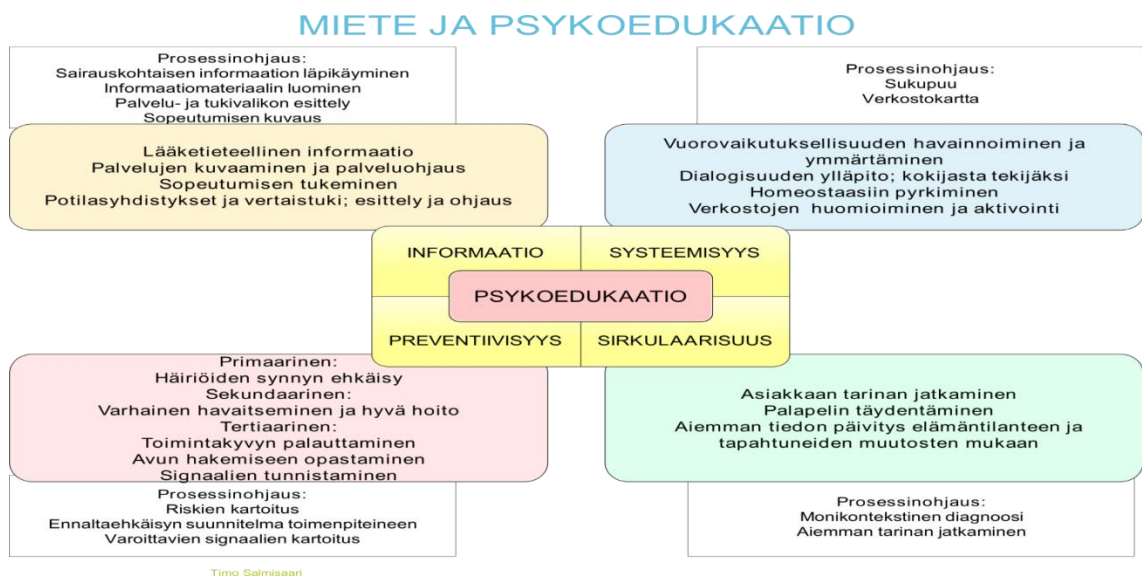 MIETE JA PSYKOEDUKAATIO
Prosessinohjaus:
Sairauskohtaisen informaation läpikäyminen
Informaatiomateriaalin luominen
Palvelu- ja tukivalikon esittely
Sopeutumisen kuvaus
Prosessinohjaus:
Sukupuu
Verkostokartta
Lääketieteellinen informaatio
Palvelujen kuvaaminen ja palveluohjaus
Sopeutumisen tukeminen
Potilasyhdistykset ja vertaistuki; esittely ja ohjaus
Vuorovaikutuksellisuuden havainnoiminen ja
ymmärtäminen
Dialogisuuden ylläpito; kokijasta tekijäksi
Homeostaasiin pyrkiminen
Verkostojen huomioiminen ja aktivointi
INFORMAATIO
SYSTEEMISYYS
PSYKOEDUKAATIO
PREVENTIIVISYYS
SIRKULAARISUUS
Primaarinen:
Häiriöiden synnyn ehkäisy
Sekundaarinen:
Varhainen havaitseminen ja hyvä hoito
Tertiaarinen:
Toimintakyvyn palauttaminen
Avun hakemiseen opastaminen
Signaalien tunnistaminen
Asiakkaan tarinan jatkaminen
Palapelin täydentäminen
Aiemman tiedon päivitys elämäntilanteen ja
tapahtuneiden muutosten mukaan
Prosessinohjaus:
Riskien kartoitus
Ennaltaehkäisyn suunnitelma toimenpiteineen
Varoittavien signaalien kartoitus
Prosessinohjaus:
Monikontekstinen diagnoosi
Aiemman tarinan jatkaminen
Timo Salmisaari